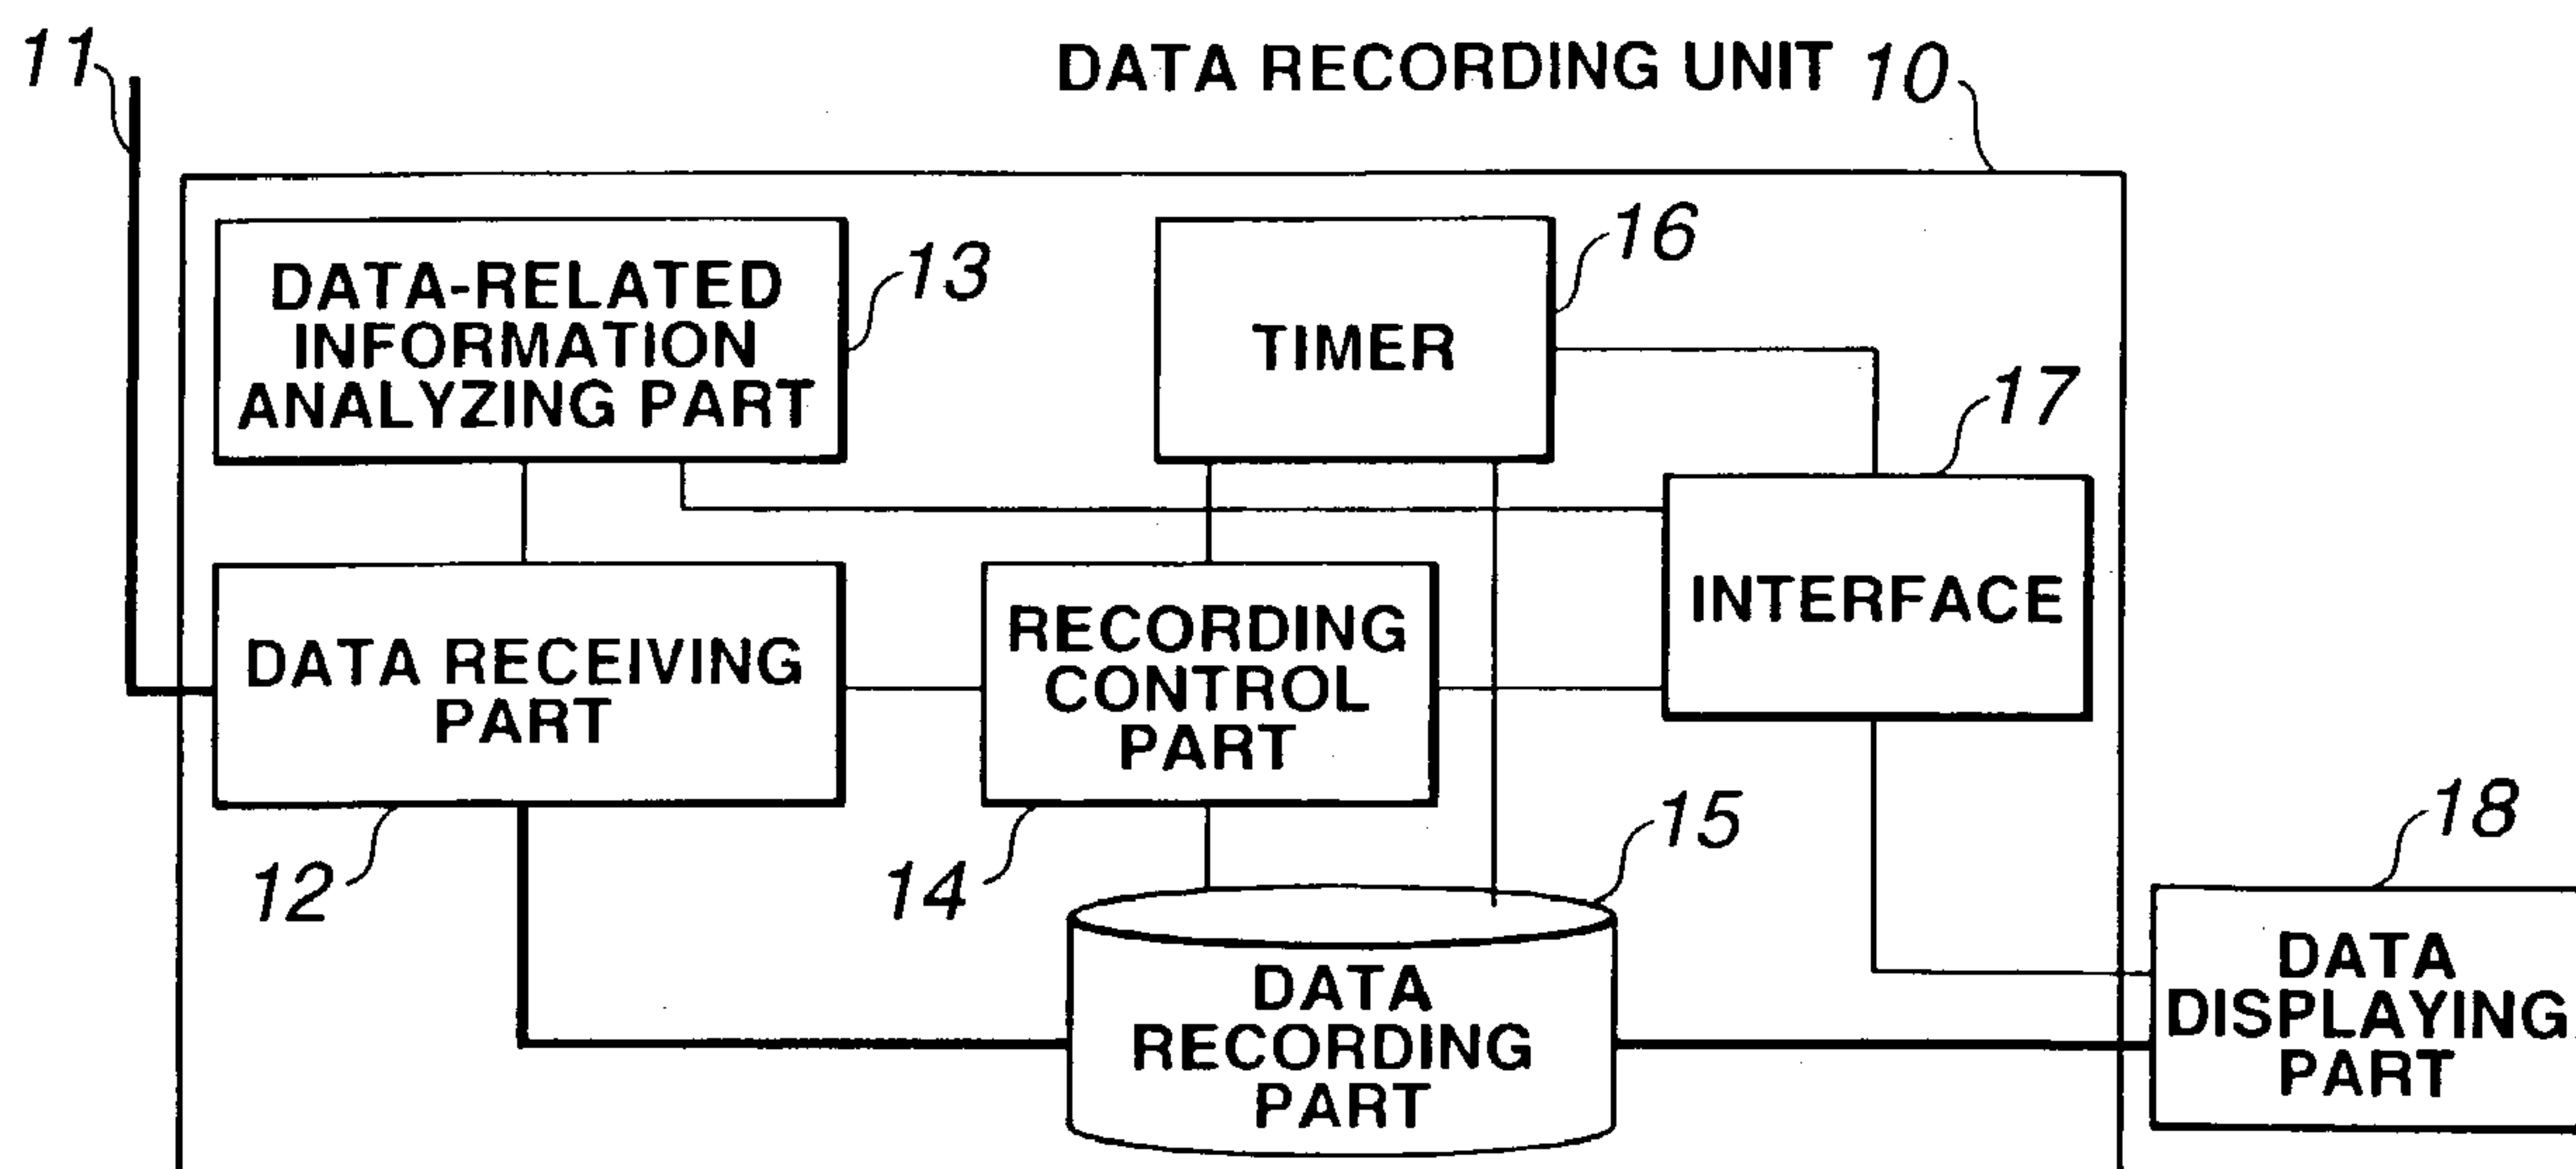 11
DATA RECORDING UNIT 10
DATA-RELATED
INFORMATION
ANALYZING PART
13
TIMER
16
17
INTERFACE
DATA RECEIVING
PART
12
RECORDING
CONTROL
PART
14
15
DATA
RECORDING
PART
18
DATA
DISPLAYING
PART